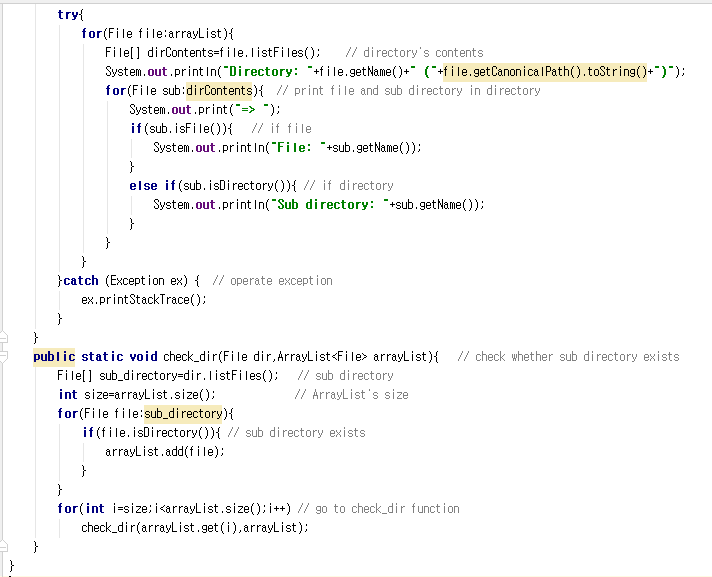 try{
for(File file:arrayList){
File[] dirContents=file.listFiles();    // directory's contents
System.out.println("Directory: "+file.getName()+" ("+file.getCanonicalPath().toString()+")");
for(File sub:dirContents){  // print file and sub directory in directory
System.out.print("=> ");
if(sub.isFile()){   // if file
System.out.println("File: "+sub.getName());
}
else if(sub.isDirectory()){ // if directory
System.out.println("Sub directory: "+sub.getName());
}
}
}
}catch (Exception ex) {  // operate exception
ex.printStackTrace();
}
}
public static void check_dir(File dir,ArrayList<File> arrayList){   // check whether sub directory exists
File[] sub_directory=dir.listFiles();   // sub directory
int size=arrayList.size();             // ArrayList's size
for(File file:sub_directory){
if(file.isDirectory()){ // sub directory exists
arrayList.add(file);
}
}
for(int i=size;i<arrayList.size();i++) // go to check_dir function
check_dir(arrayList.get(i),arrayList);
}
}